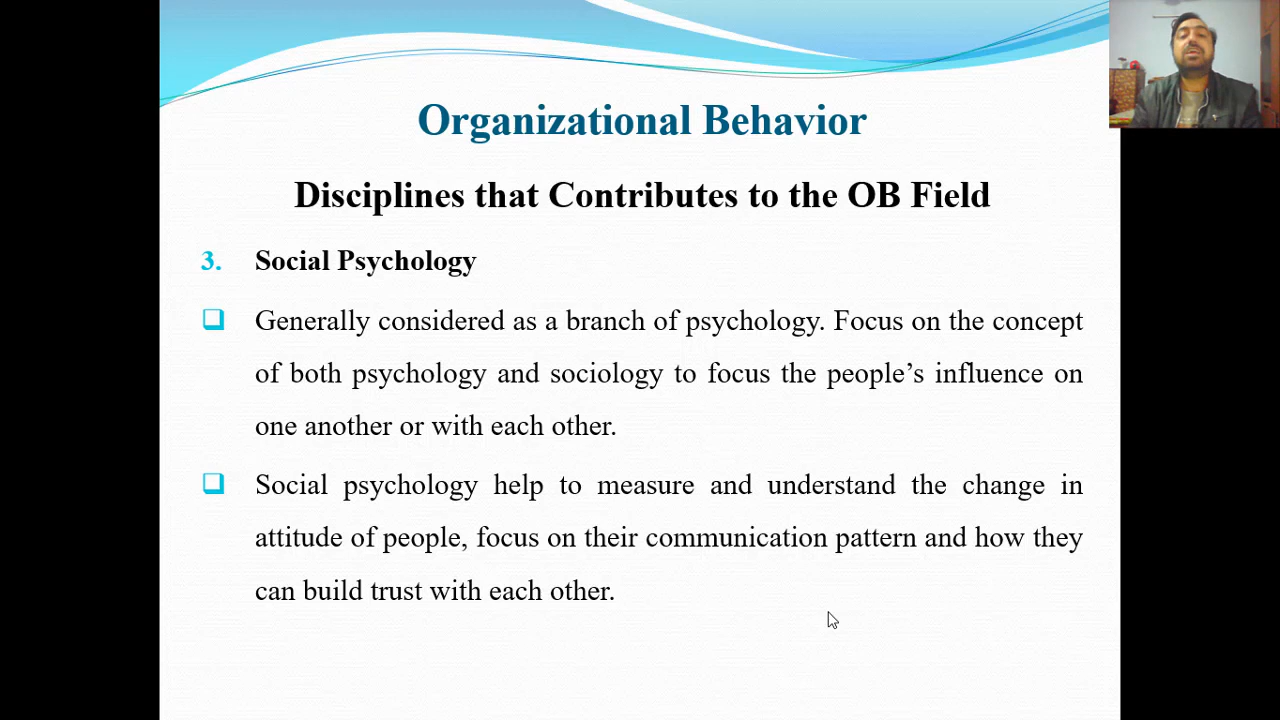 Organizational Behavior
Disciplines that Contributes to the OB Field
3. Social Psychology
Generally considered as a branch of psychology. Focus on the concept
of both psychology and sociology to focus the people’s influence on
one another or with each other.
Social psychology help to measure and understand the change in
attitude of people, focus on their communication pattern and how they
can build trust with each other.